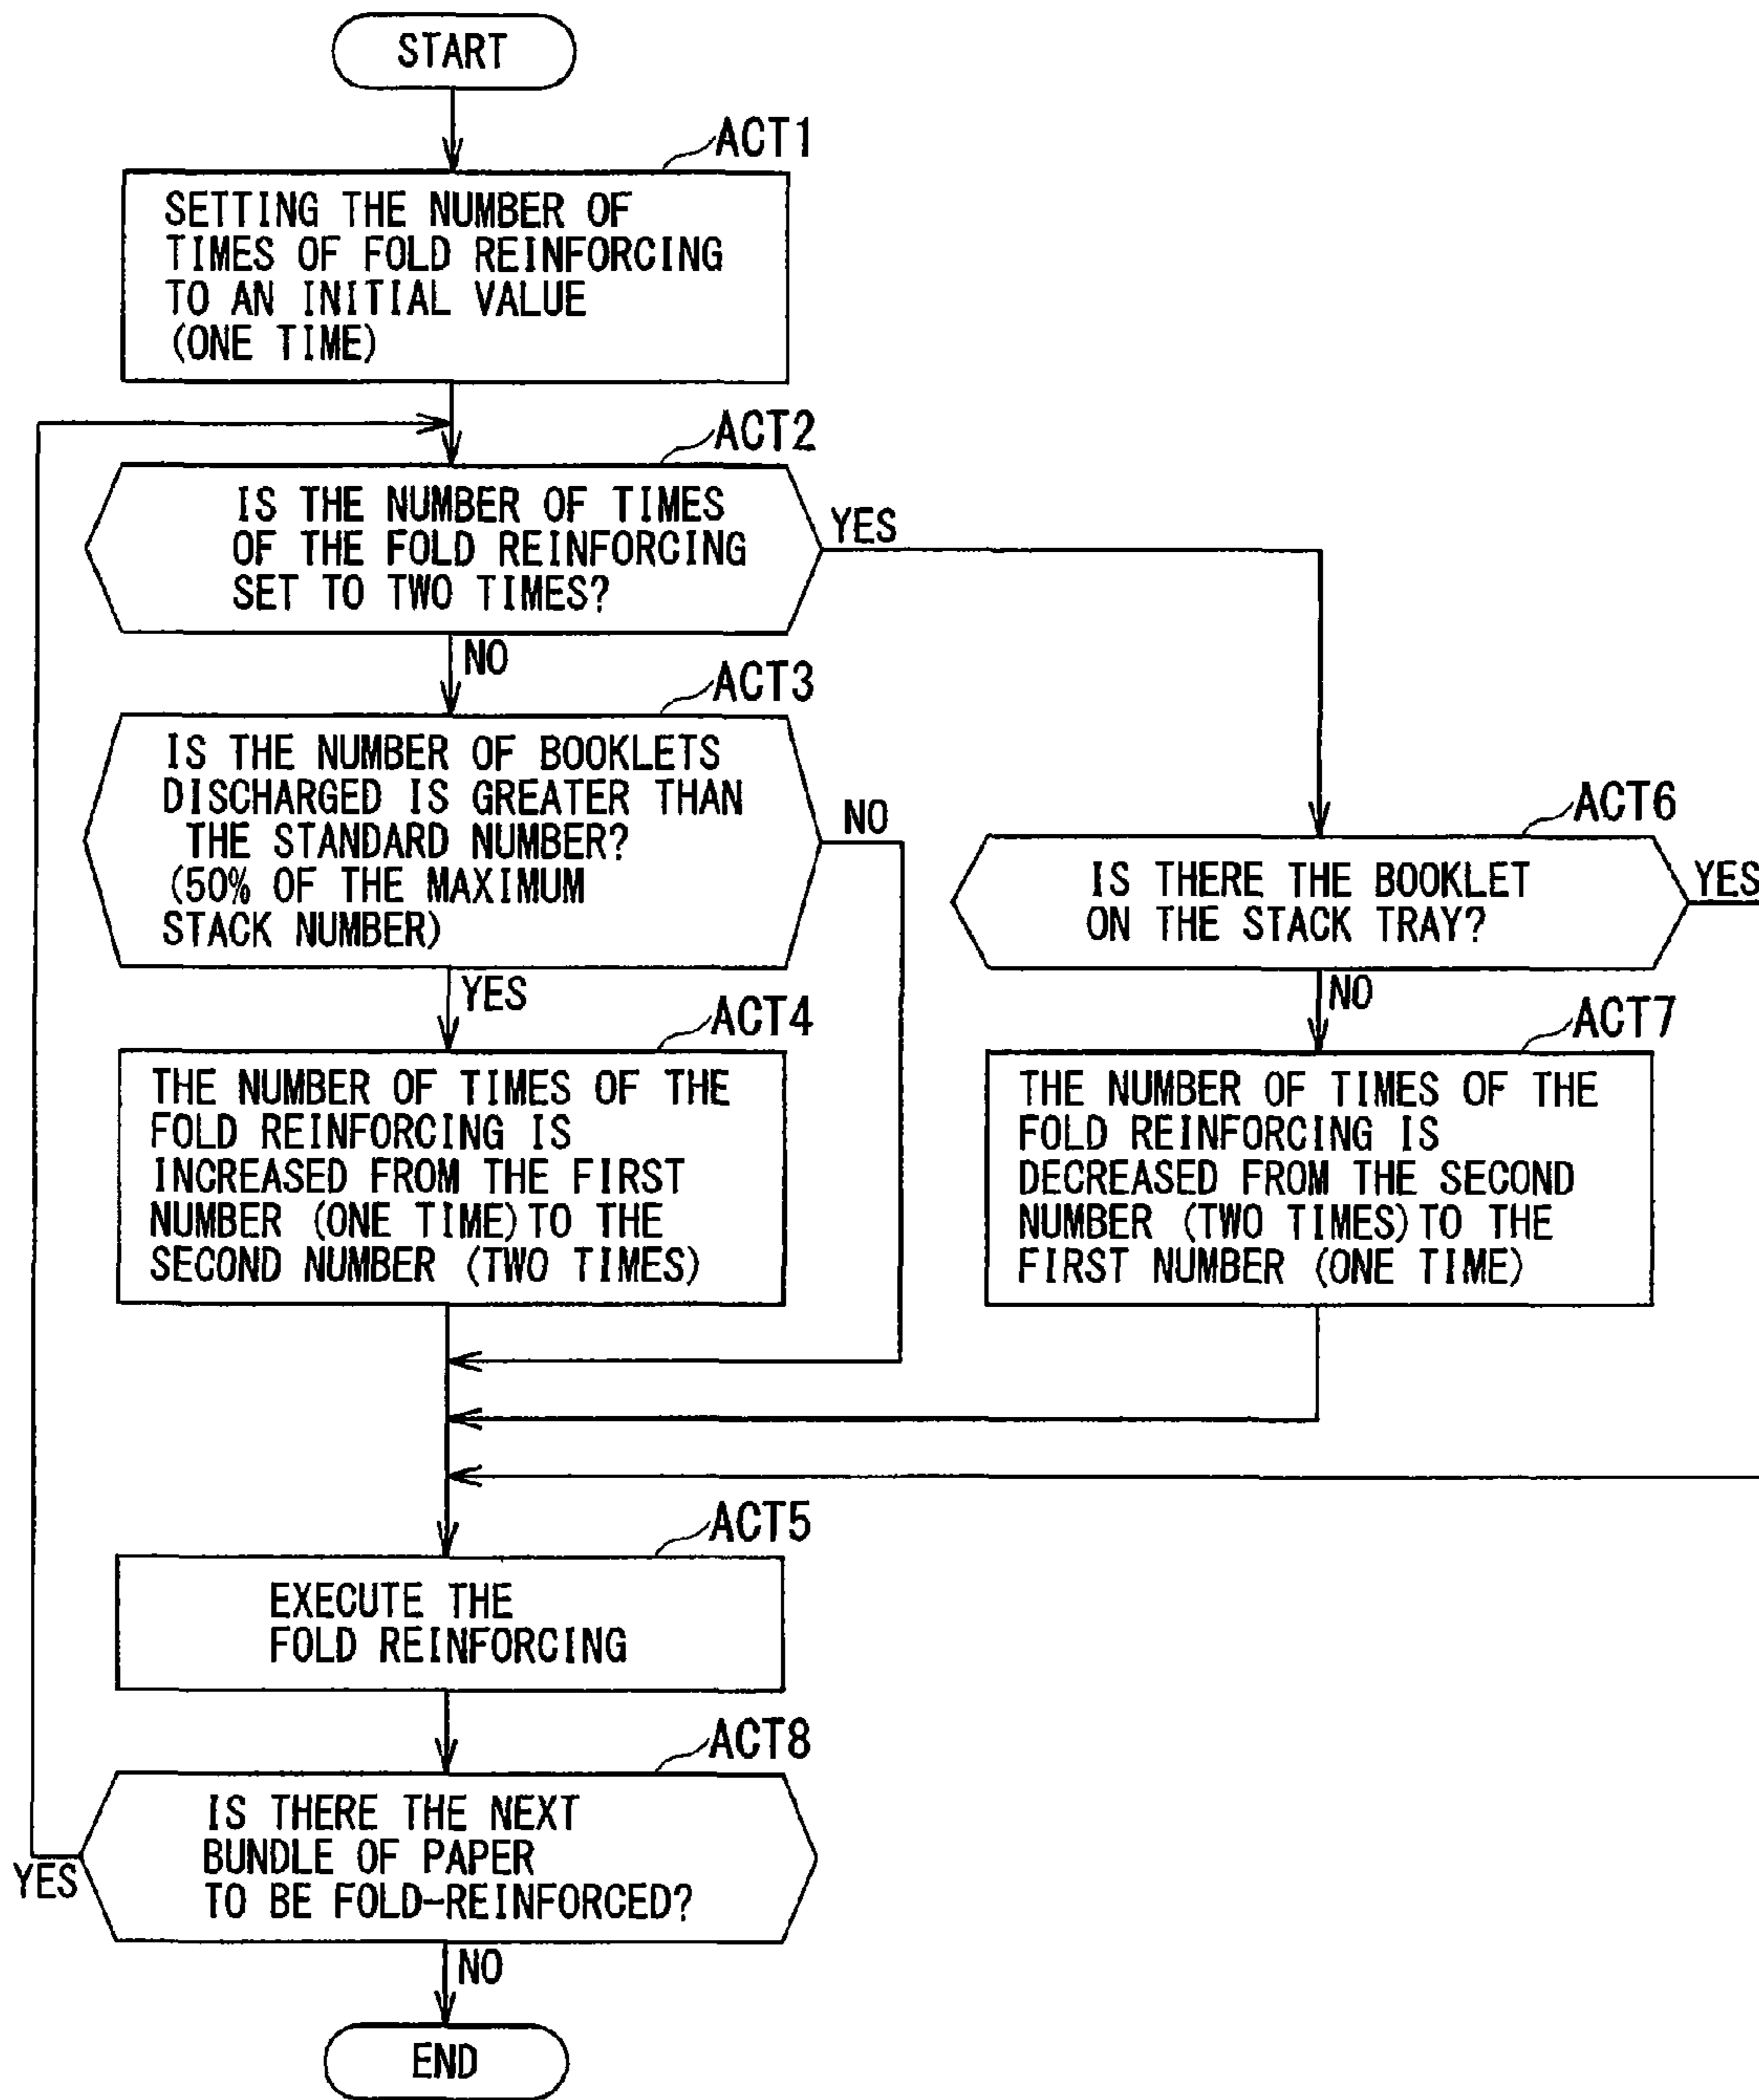 START
ACT1
SETTING THE NUMBER OF
TIMES OF FOLD REINFORCING
TO AN INITIAL VALUE
(ONE TIME)
ACT2
IS THE NUMBER OF TIMES
OF THE FOLD REINFORCING
SET TO TWO TIMES?
YES
NO
ACT3
IS THE NUMBER OF BOOKLETS
DISCHARGED IS GREATER THAN
THE STANDARD NUMBER?
(50% OF THE MAXIMUM
STACK NUMBER)
NO
YES
ACT6
IS THERE THE BOOKLET
ON THE STACK TRAY?
YES
NO
ACT4
THE NUMBER OF TIMES OF THE
FOLD REINFORCING IS
INCREASED FROM THE FIRST
NUMBER (ONE TIME) TO THE
SECOND NUMBER (TWO TIMES)
ACT7
THE NUMBER OF TIMES OF THE
FOLD REINFORCING IS
DECREASED FROM THE SECOND
NUMBER (TWO TIMES) TO THE
FIRST NUMBER (ONE TIME)
ACT5
EXECUTE THE
FOLD REINFORCING
ACT8
IS THERE THE NEXT
BUNDLE OF PAPER
TO BE FOLD-REINFORCED?
YES
NO
END